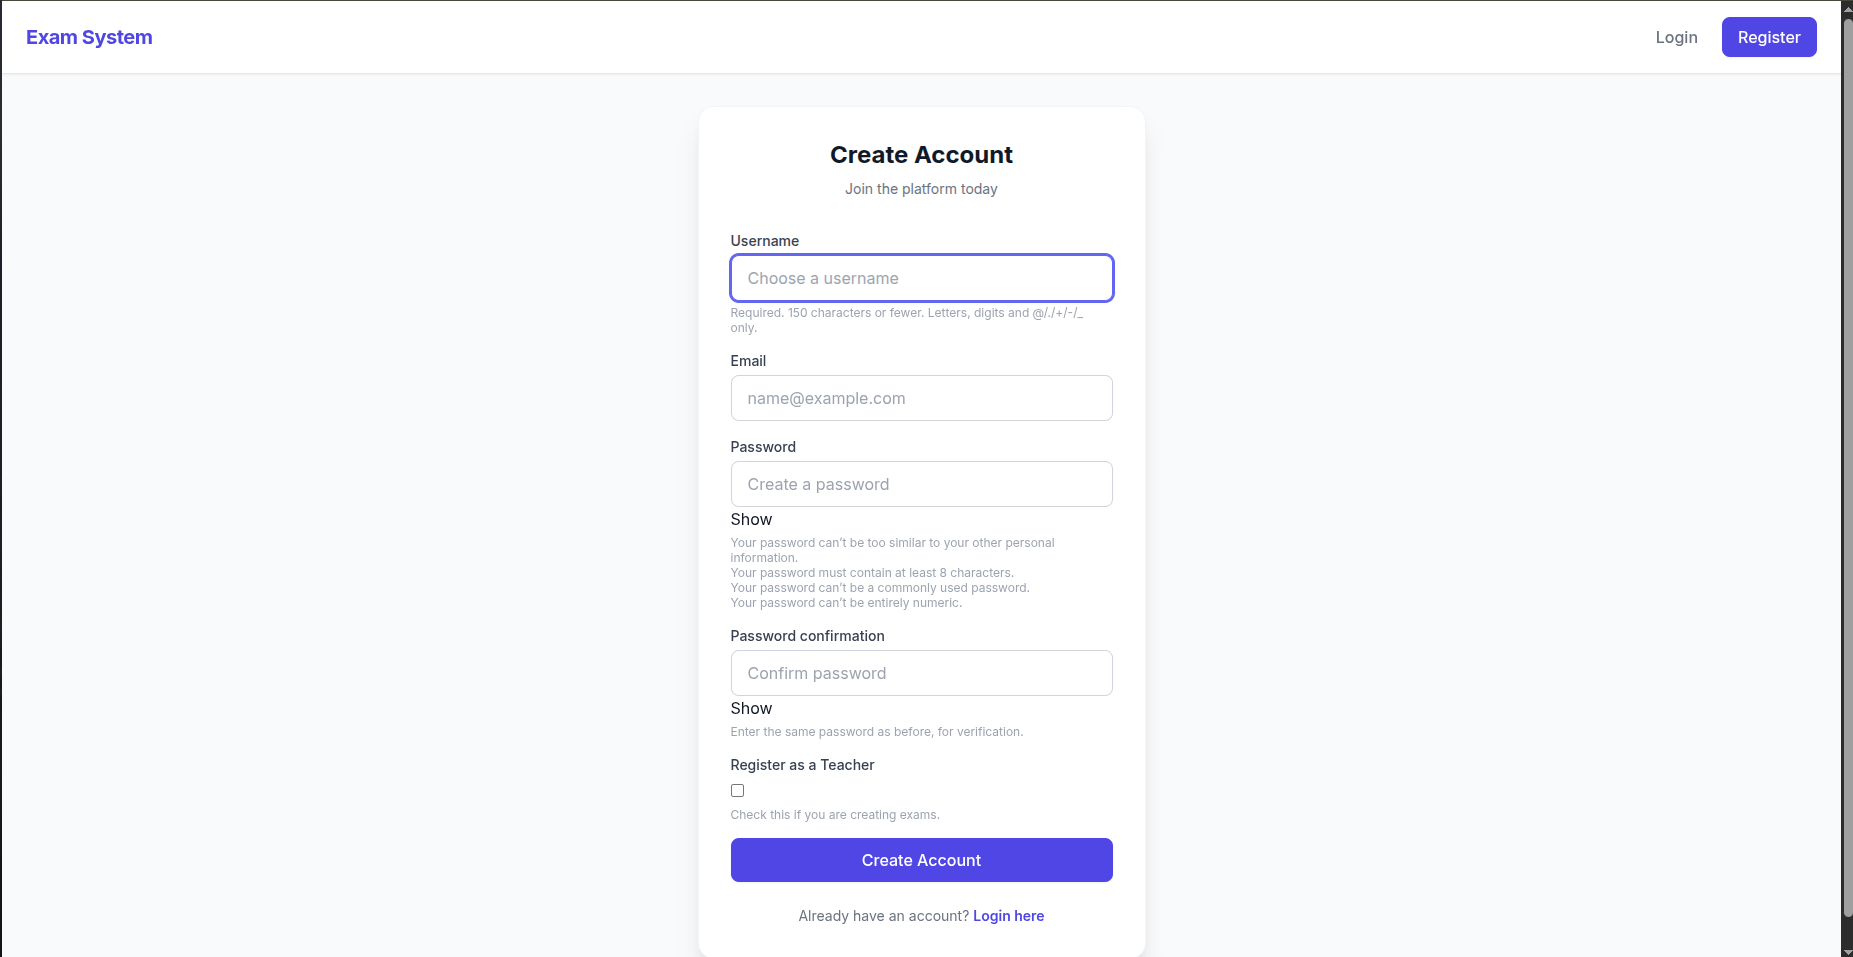 Exam System
Login
Register
Create Account
Join the platform today
Username
Choose a username
Required. 150 characters or fewer. Letters, digits and @/./+/-/_
only.
Email
name@example.com
Password
Create a password
Show
Your password can’t be too similar to your other personal
information.
Your password must contain at least 8 characters.
Your password can’t be a commonly used password.
Your password can’t be entirely numeric.
Password confirmation
Confirm password
Show
Enter the same password as before, for verification.
Register as a Teacher
Check this if you are creating exams.
Create Account
Already have an account? Login here